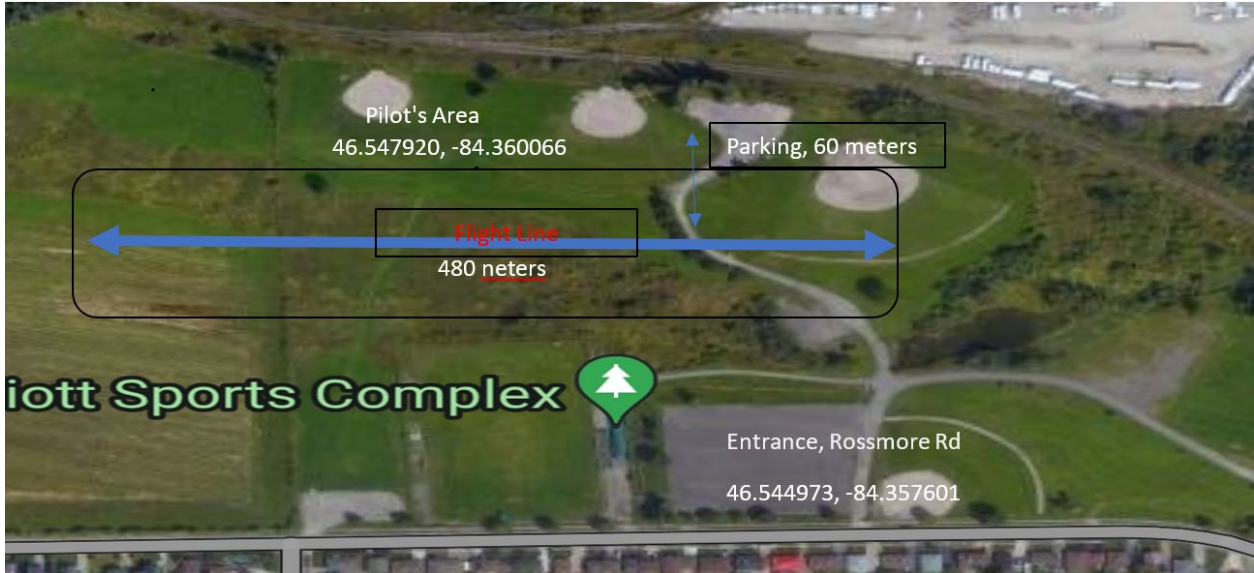 Pilot's Area
46.547920, -84.360066
Parking, 60 meters
Flight Line
480 neters
iott Sports Complex
Entrance, Rossmore Rd
46.544973, -84.357601